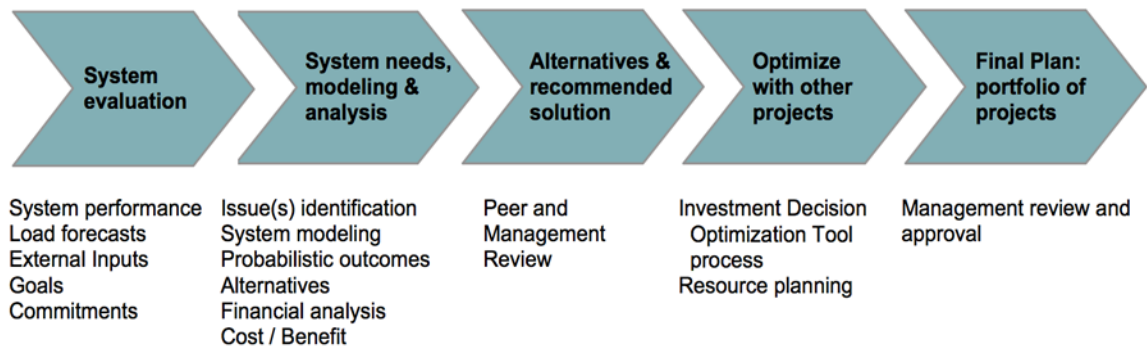 System
evaluation
System needs,
modeling &
analysis
Alternatives &
recommended
solution
Optimize
with other
projects
Final Plan:
portfolio of
projects
System performance
Load forecasts
External Inputs
Goals
Commitments
Issue(s) identification
System modeling
Probabilistic outcomes
Alternatives
Financial analysis
Cost / Benefit
Peer and
Management
Review
Investment Decision
Optimization Tool
process
Resource planning
Management review and
approval